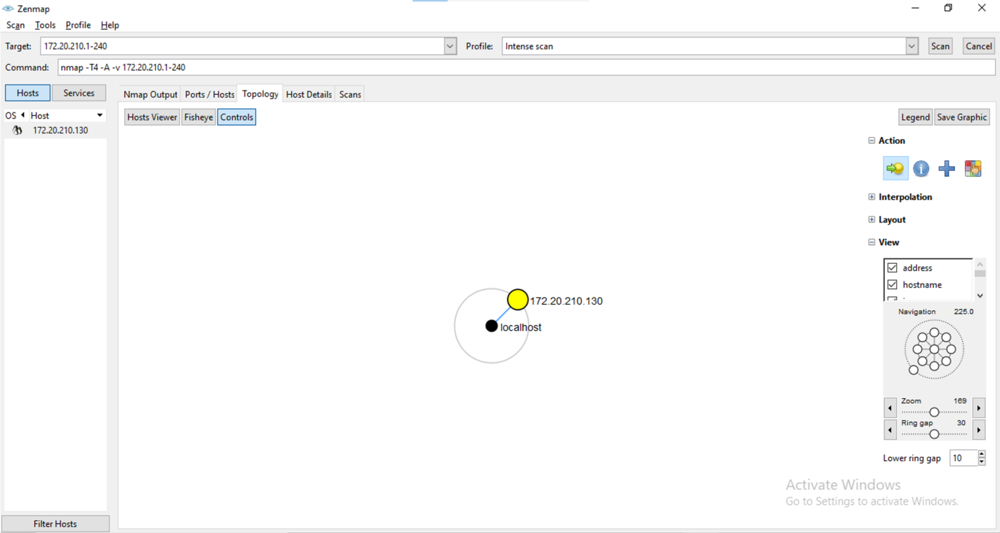 Zenmap
Scan Tools Profile Help
Target: 172.20.210.1-240 Profile: Intense scan Scan Cancel
Command: nmap -T4 -A -v 172.20.210.1-240
Hosts Services
Nmap Output Ports / Hosts Topology Host Details Scans
OS Host
172.20.210.130
Hosts Viewer Fisheye Controls Legend Save Graphic
Action
Interpolation
Layout
View
address
hostname
172.20.210.130
localhost
Navigation 225.0
Zoom 169
Ring gap 30
Lower ring gap 10
Activate Windows
Go to Settings to activate Windows.
Filter Hosts